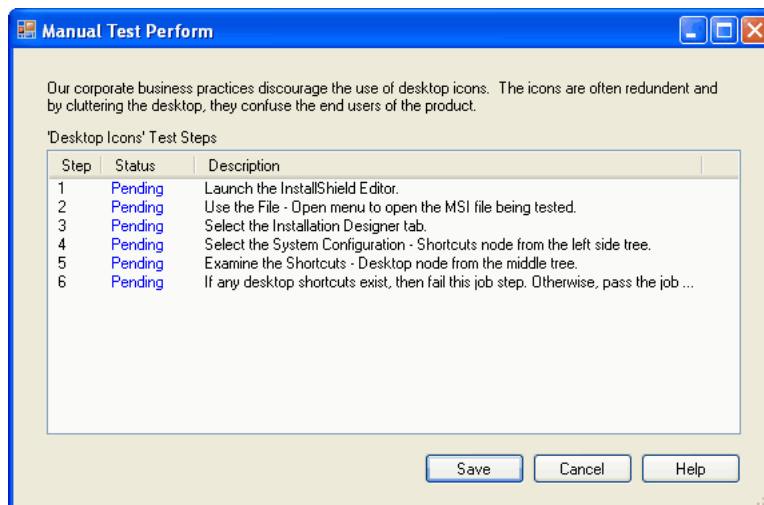 Manual Test Perform
Our corporate business practices discourage the use of desktop icons. The icons are often redundant and
by cluttering the desktop, they confuse the end users of the product.
'Desktop Icons' Test Steps
Step Status Description
1 Pending Launch the InstallShield Editor.
2 Pending Use the File - Open menu to open the MSI file being tested.
3 Pending Select the Installation Designer tab.
4 Pending Select the System Configuration - Shortcuts node from the left side tree.
5 Pending Examine the Shortcuts - Desktop node from the middle tree.
6 Pending If any desktop shortcuts exist, then fail this job step. Otherwise, pass the job ...
Save Cancel Help